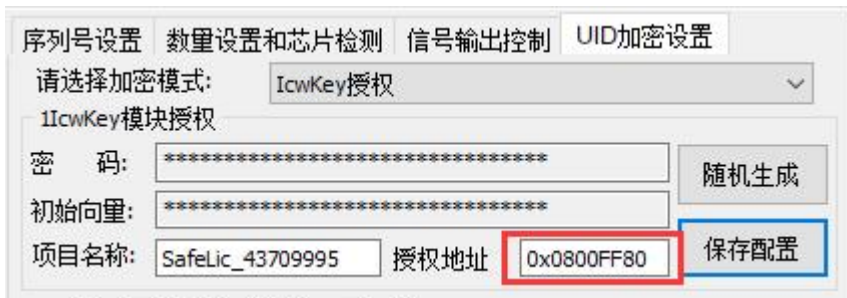 序列号设置 数量设置和芯片检测 信号输出控制 UID加密设置
请选择加密模式: IcwKey授权
1IcwKey模块授权
密 码: ******************************** 随机生成
初始向量: ********************************
项目名称: SafeLic_43709995 授权地址 0x0800FF80 保存配置